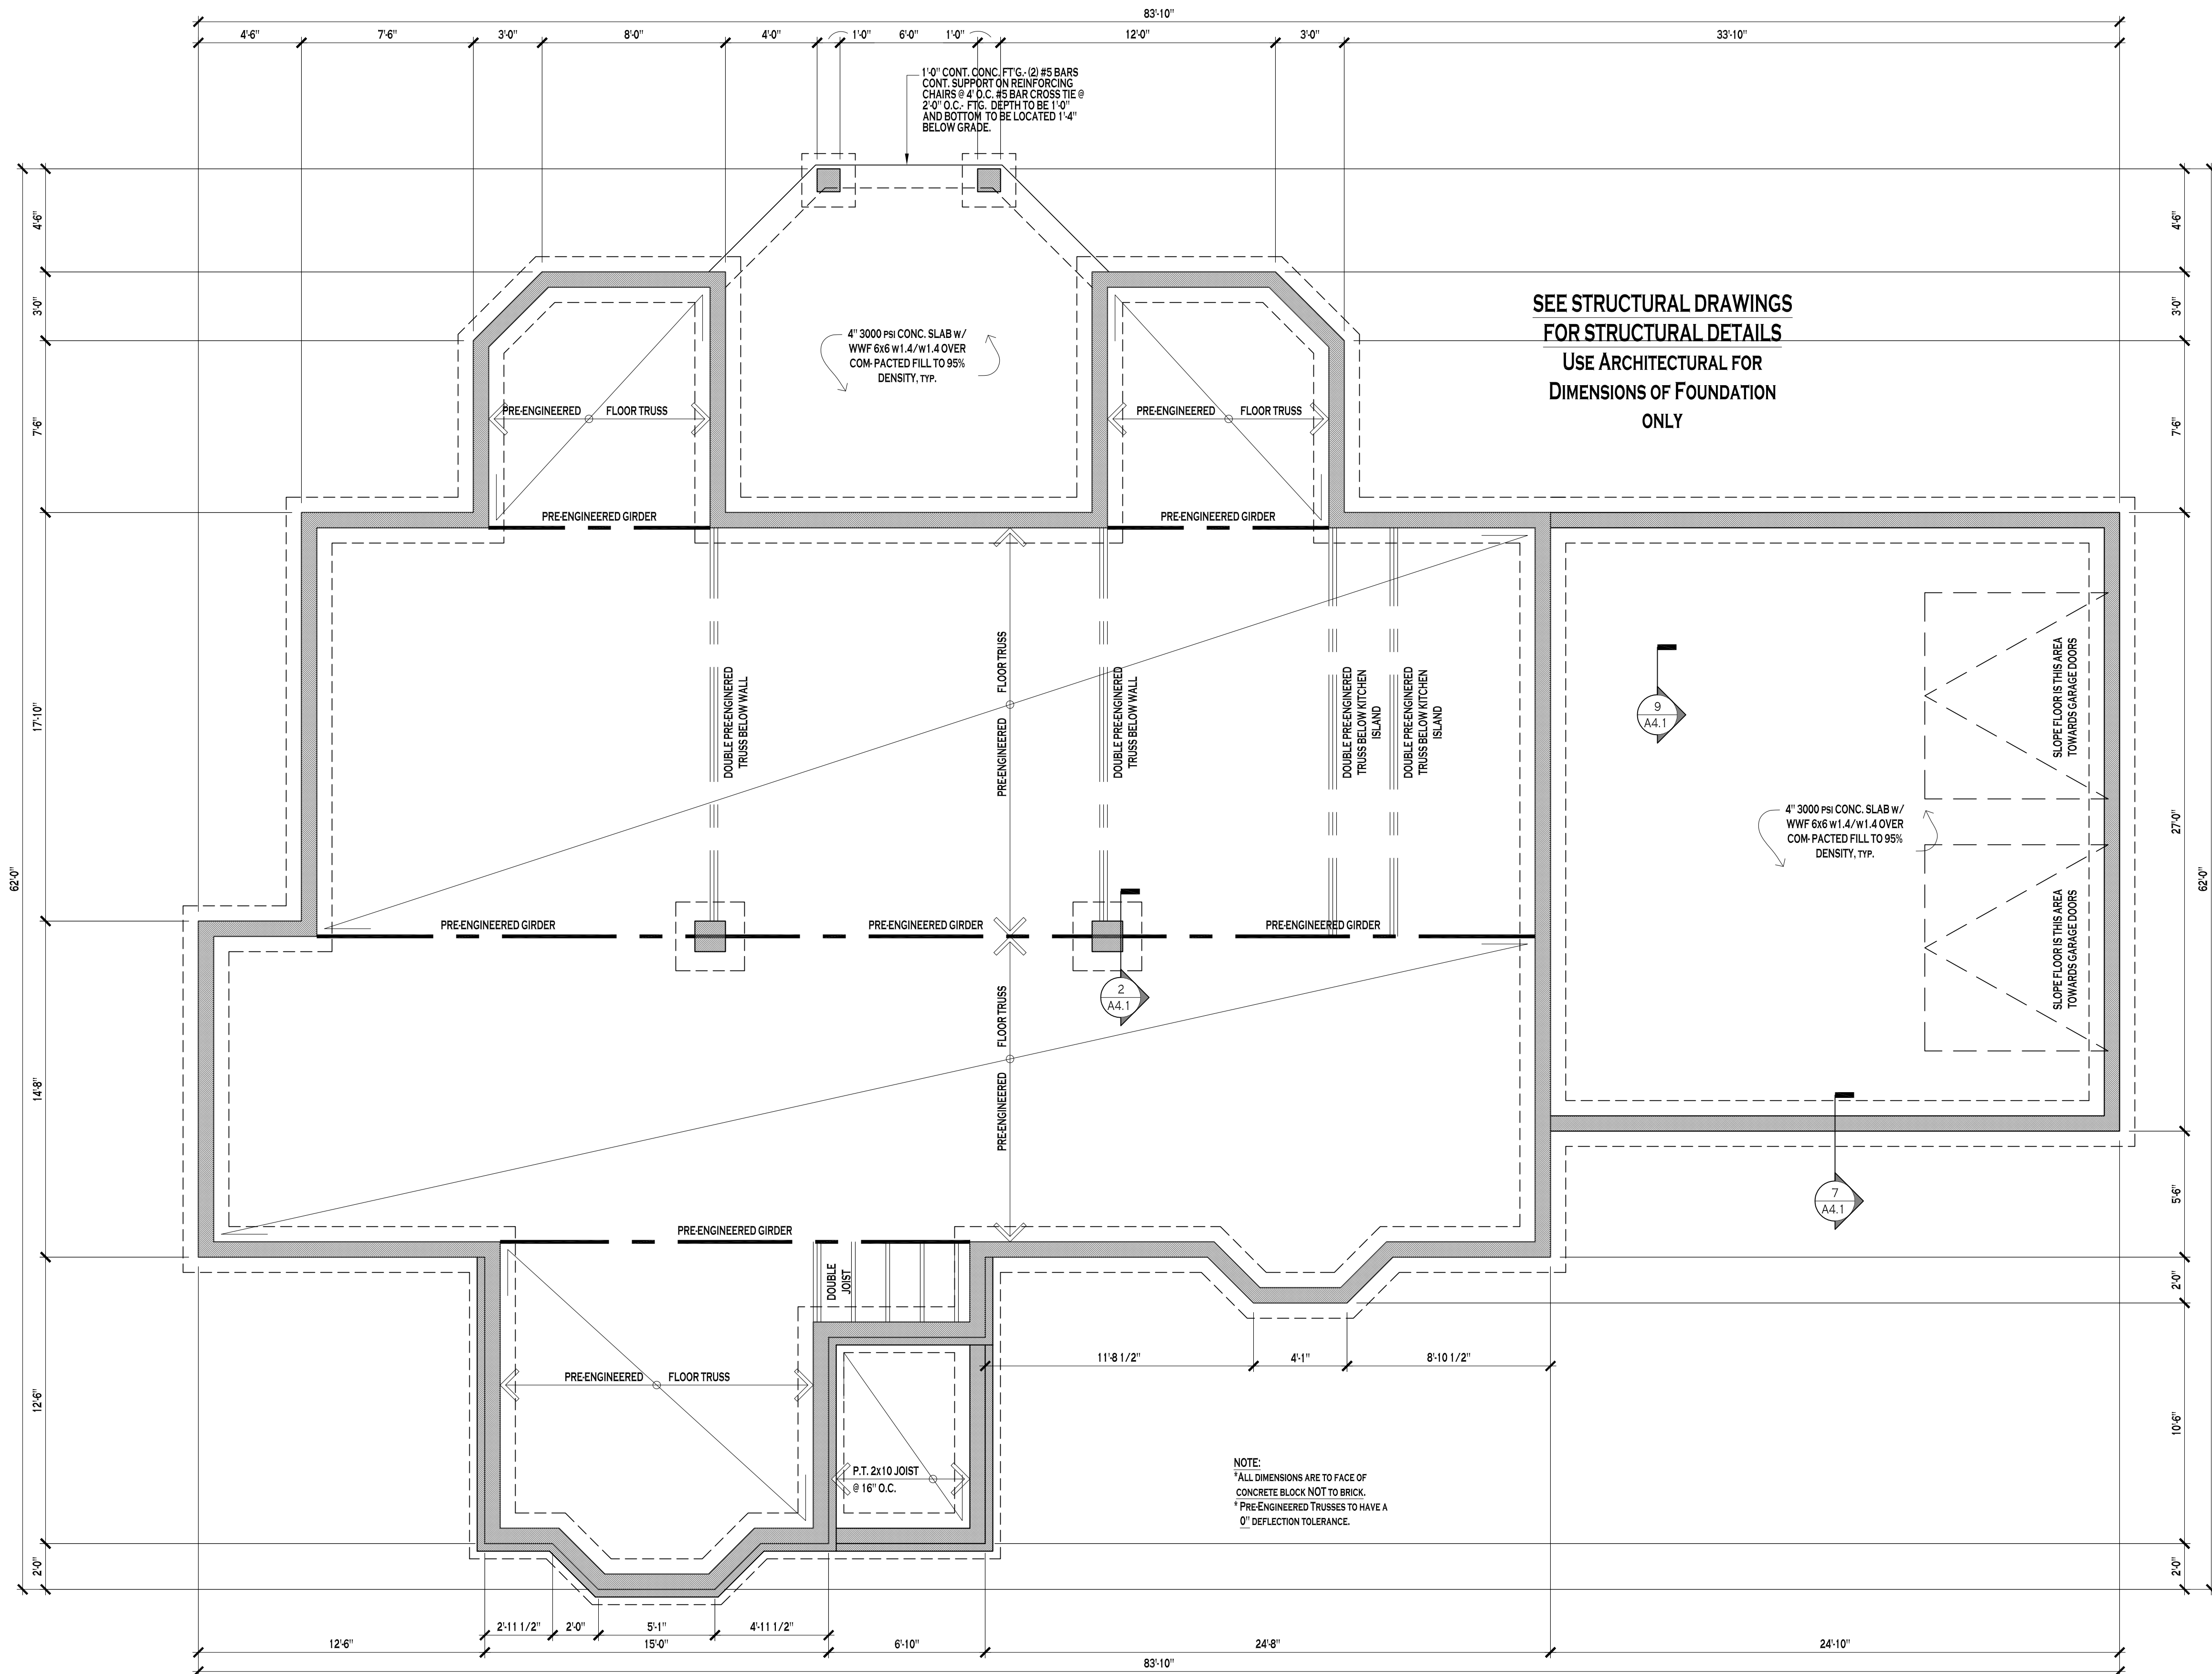 83'-10"
4'-6" 7'-6" 3'-0" 8'-0" 4'-0" 1'-0" 6'-0" 1'-0" 12'-0" 3'-0" 33'-10"
1'-0" CONT. CONC. FT'G.- (2) #5 BARS
CONT. SUPPORT ON REINFORCING
CHAIRS @ 4' O.C. #5 BAR CROSS TIE @
2'-0" O.C.- FTG. DEPTH TO BE 1'-0"
AND BOTTOM TO BE LOCATED 1'-4"
BELOW GRADE.
4'-6"
3'-0"
7'-6"
17'-10"
14'-8"
12'-6"
2'-0"
62'-0"
4'-6"
3'-0"
7'-6"
27'-0"
5'-6"
2'-0"
10'-6"
2'-0"
62'-0"
SEE STRUCTURAL DRAWINGS
FOR STRUCTURAL DETAILS
USE ARCHITECTURAL FOR
DIMENSIONS OF FOUNDATION
ONLY
4" 3000 PSI CONC. SLAB W/
WWF 6x6 W1.4/W1.4 OVER
COM- PACTED FILL TO 95%
DENSITY, TYP.
PRE-ENGINEERED FLOOR TRUSS
PRE-ENGINEERED FLOOR TRUSS
PRE-ENGINEERED GIRDER
PRE-ENGINEERED GIRDER
DOUBLE PRE-ENGINERED
TRUSS BELOW WALL
PRE-ENGINEERED FLOOR TRUSS
DOUBLE PRE-ENGINERED
TRUSS BELOW WALL
DOUBLE PRE-ENGINEERED
TRUSS BELOW KITCHEN
ISLAND
DOUBLE PRE-ENGINEERED
TRUSS BELOW KITCHEN
ISLAND
9
A4.1
SLOPE FLOOR IS THIS AREA
TOWARDS GARAGE DOORS
4" 3000 PSI CONC. SLAB W/
WWF 6x6 W1.4/W1.4 OVER
COM- PACTED FILL TO 95%
DENSITY, TYP.
SLOPE FLOOR IS THIS AREA
TOWARDS GARAGE DOORS
PRE-ENGINEERED GIRDER
PRE-ENGINEERED GIRDER
PRE-ENGINEERED GIRDER
2
A4.1
PRE-ENGINEERED FLOOR TRUSS
7
A4.1
PRE-ENGINEERED GIRDER
DOUBLE
JOIST
PRE-ENGINEERED FLOOR TRUSS
11'-8 1/2" 4'-1" 8'-10 1/2"
P.T. 2x10 JOIST
@ 16" O.C.
NOTE:
*ALL DIMENSIONS ARE TO FACE OF
CONCRETE BLOCK NOT TO BRICK.
* PRE-ENGINEERED TRUSSES TO HAVE A
0" DEFLECTION TOLERANCE.
2'-11 1/2" 2'-0" 5'-1" 4'-11 1/2"
12'-6" 15'-0" 6'-10" 24'-8" 24'-10"
83'-10"